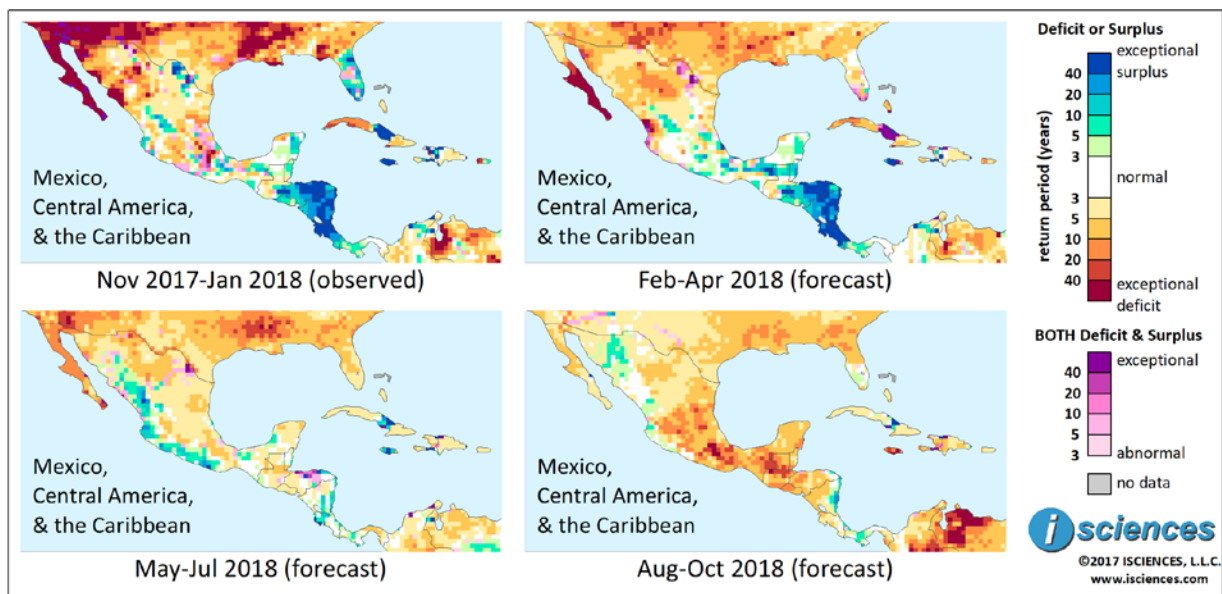 Mexico,
Central America,
& the Caribbean
Nov 2017-Jan 2018 (observed)
Mexico,
Central America,
& the Caribbean
Feb-Apr 2018 (forecast)
Mexico,
Central America,
& the Caribbean
May-Jul 2018 (forecast)
Mexico,
Central America,
& the Caribbean
Aug-Oct 2018 (forecast)
Deficit or Surplus
exceptional
surplus
40
20
10
5
3
normal
3
5
10
20
40
return period (years)
exceptional
deficit
BOTH Deficit & Surplus
exceptional
40
20
10
5
3
abnormal
no data
i sciences
©2017 ISCIENCES, L.L.C.
www.isciences.com